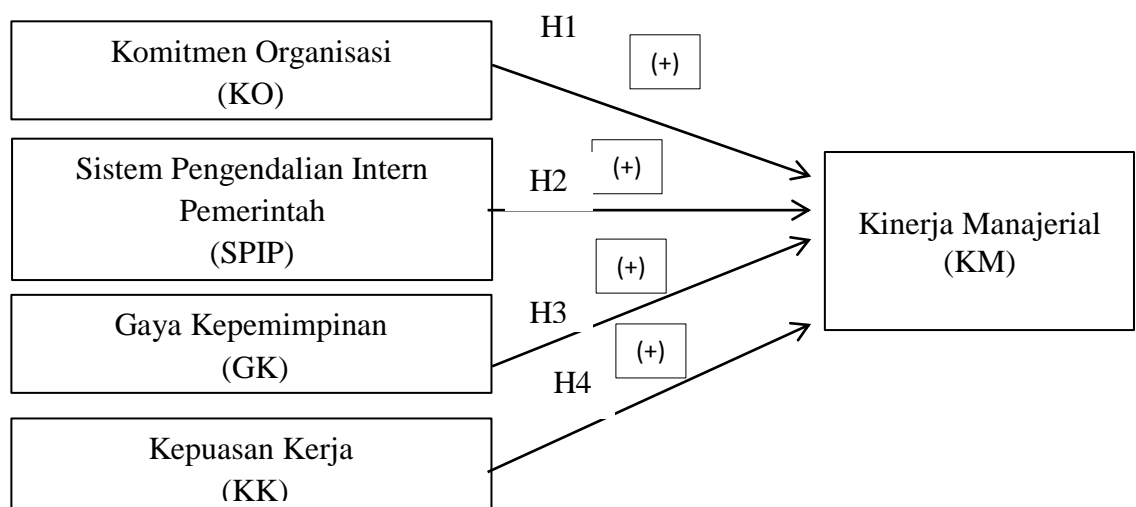 H1
(+)
Komitmen Organisasi
(KO)
Sistem Pengendalian Intern
Pemerintah
(SPIP)
H2
(+)
Gaya Kepemimpinan
(GK)
H3
(+)
Kepuasan Kerja
(KK)
H4
(+)
Kinerja Manajerial
(KM)